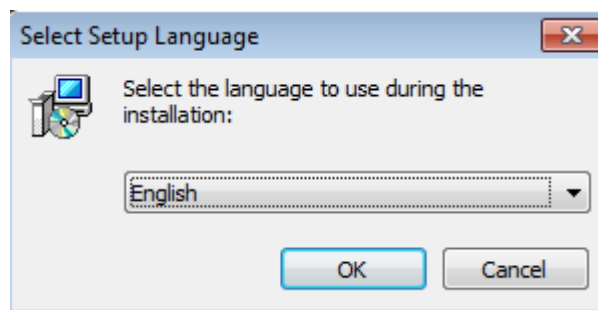 Select Setup Language
Select the language to use during the
installation:
English
OK
Cancel